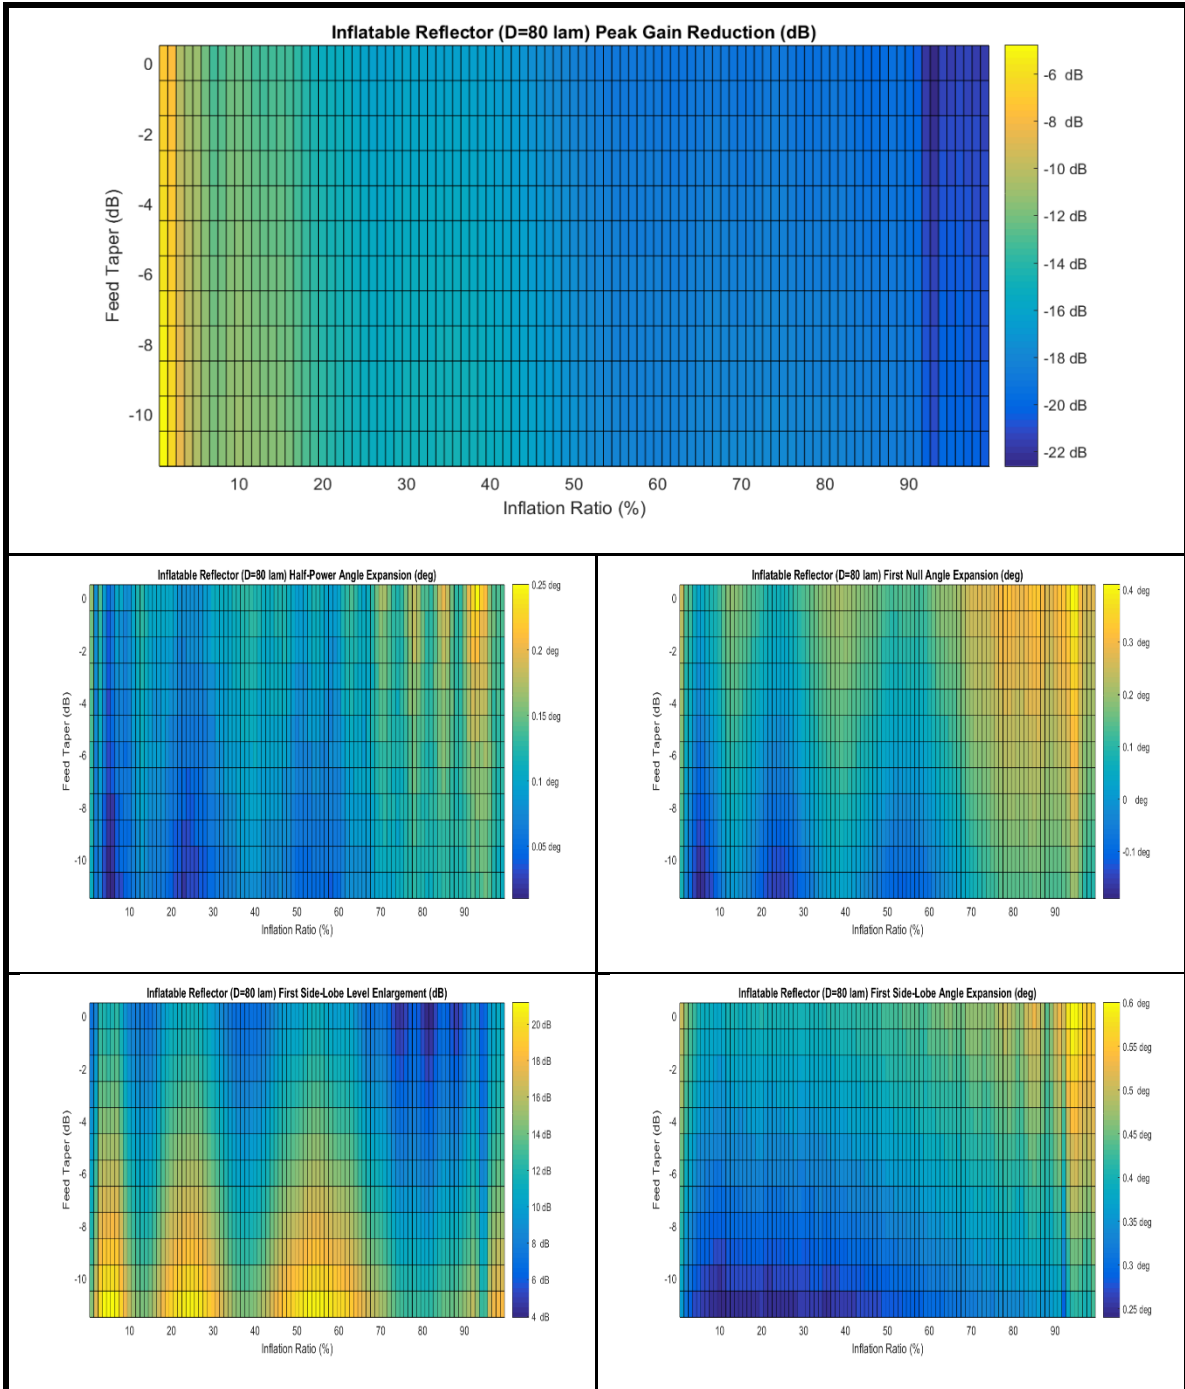 Inflatable Reflector (D=80 lam) Peak Gain Reduction (dB)
Feed Taper (dB)
0
-2
-4
-6
-8
-10
10 20 30 40 50 60 70 80 90
Inflation Ratio (%)
-6 dB
-8 dB
-10 dB
-12 dB
-14 dB
-16 dB
-18 dB
-20 dB
-22 dB
Inflatable Reflector (D=80 lam) Half-Power Angle Expansion (deg)
Feed Taper (dB)
0
-2
-4
-6
-8
-10
10 20 30 40 50 60 70 80 90
Inflation Ratio (%)
0.25 deg
0.2 deg
0.15 deg
0.1 deg
0.05 deg
Inflatable Reflector (D=80 lam) First Null Angle Expansion (deg)
Feed Taper (dB)
0
-2
-4
-6
-8
-10
10 20 30 40 50 60 70 80 90
Inflation Ratio (%)
0.4 deg
0.3 deg
0.2 deg
0.1 deg
0 deg
-0.1 deg
Inflatable Reflector (D=80 lam) First Side-Lobe Level Enlargement (dB)
Feed Taper (dB)
0
-2
-4
-6
-8
-10
10 20 30 40 50 60 70 80 90
Inflation Ratio (%)
20 dB
18 dB
16 dB
14 dB
12 dB
10 dB
8 dB
6 dB
4 dB
Inflatable Reflector (D=80 lam) First Side-Lobe Angle Expansion (deg)
Feed Taper (dB)
0
-2
-4
-6
-8
-10
10 20 30 40 50 60 70 80 90
Inflation Ratio (%)
0.6 deg
0.55 deg
0.5 deg
0.45 deg
0.4 deg
0.35 deg
0.3 deg
0.25 deg